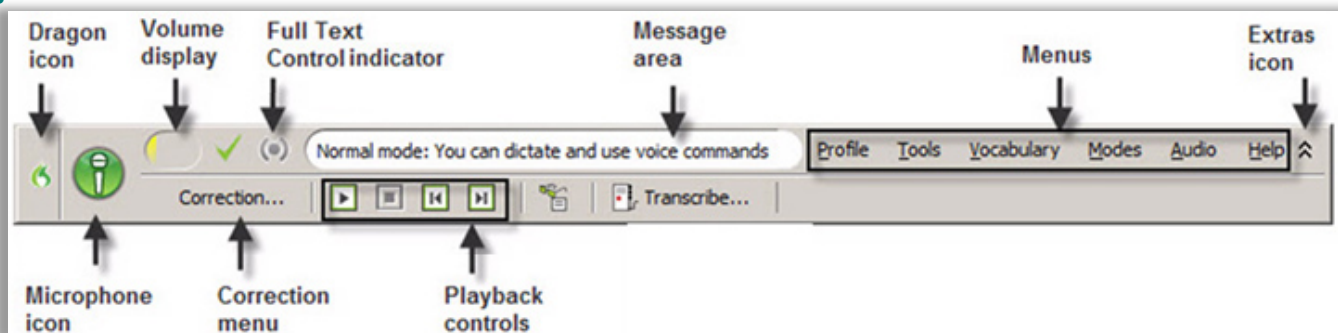 Dragon
icon
Volume
display
Full Text
Control indicator
Message
area
Menus
Extras
icon
Normal mode: You can dictate and use voice commands
Profile Tools Vocabulary Modes Audio Help
Correction... Transcribe...
Microphone
icon
Correction
menu
Playback
controls